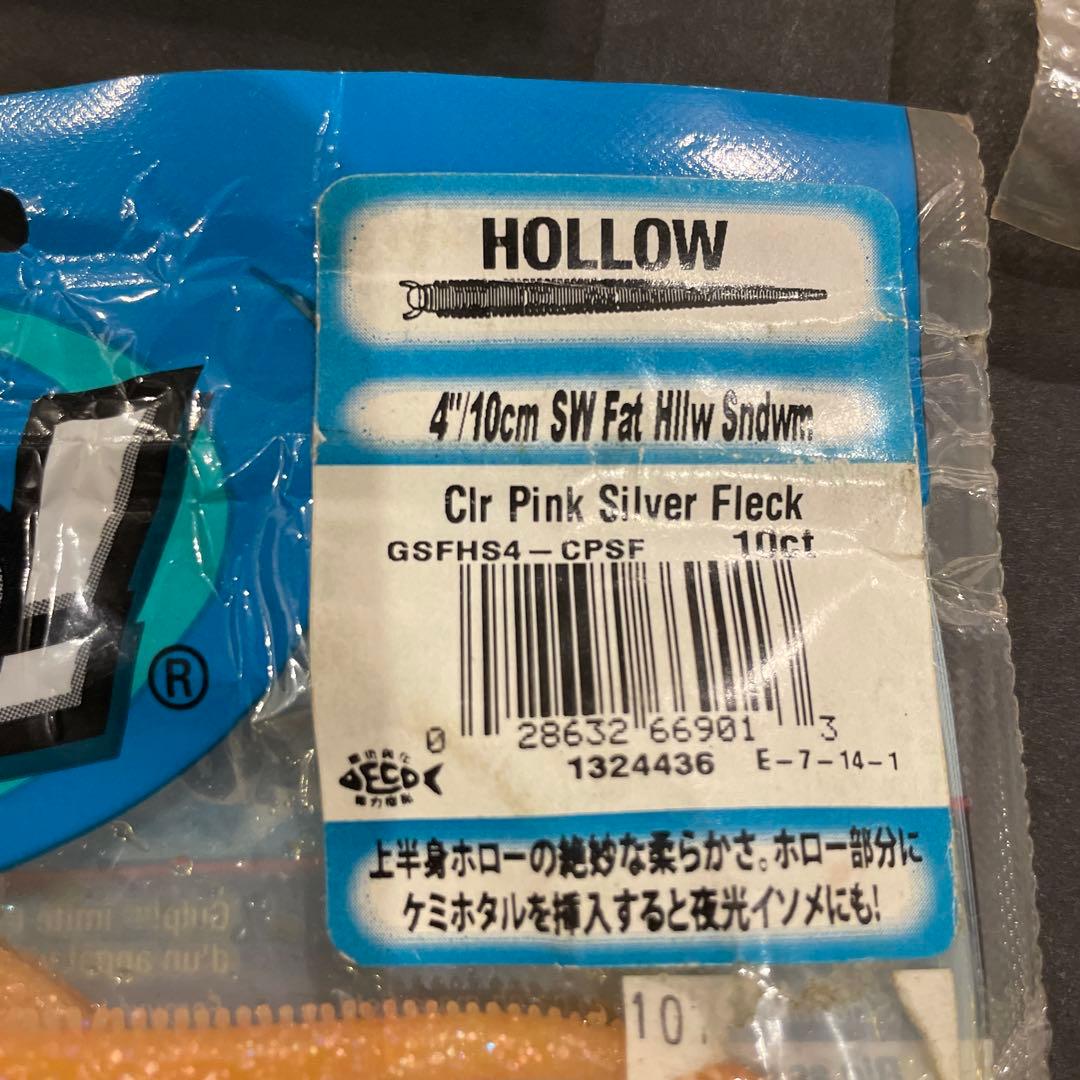 HOLLOW
4"/10cm SW Fat Hllw Sndwm
Clr Pink Silver Fleck
GSFHS4-CPSF 10ct
0 28632 66901 3
1324436 E-7-14-1
ECO
上半身ホローの絶妙な柔らかさ。ホロー部分に
ケミホタルを挿入すると夜光イソメにも!
®
d'un
10